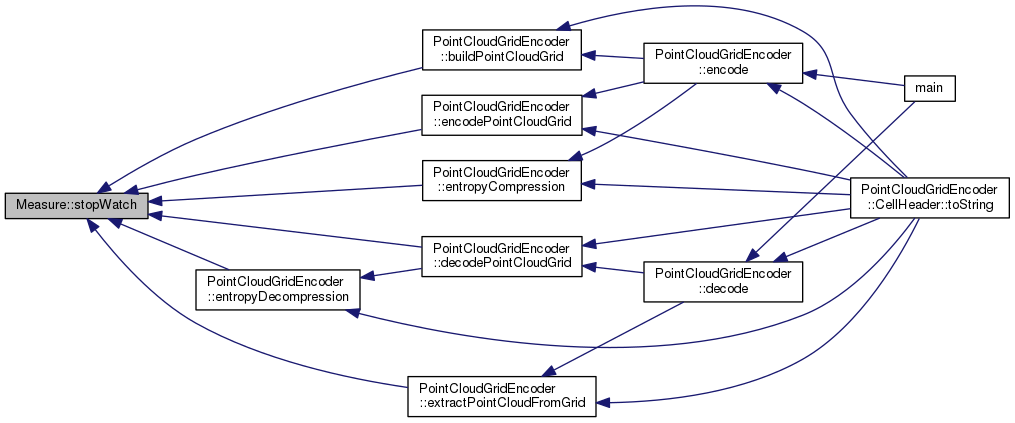 PointCloudGridEncoder
::buildPointCloudGrid
PointCloudGridEncoder
::encode
main
PointCloudGridEncoder
::encodePointCloudGrid
PointCloudGridEncoder
::entropyCompression
Measure::stopWatch
PointCloudGridEncoder
::CellHeader::toString
PointCloudGridEncoder
::decodePointCloudGrid
PointCloudGridEncoder
::entropyDecompression
PointCloudGridEncoder
::decode
PointCloudGridEncoder
::extractPointCloudFromGrid